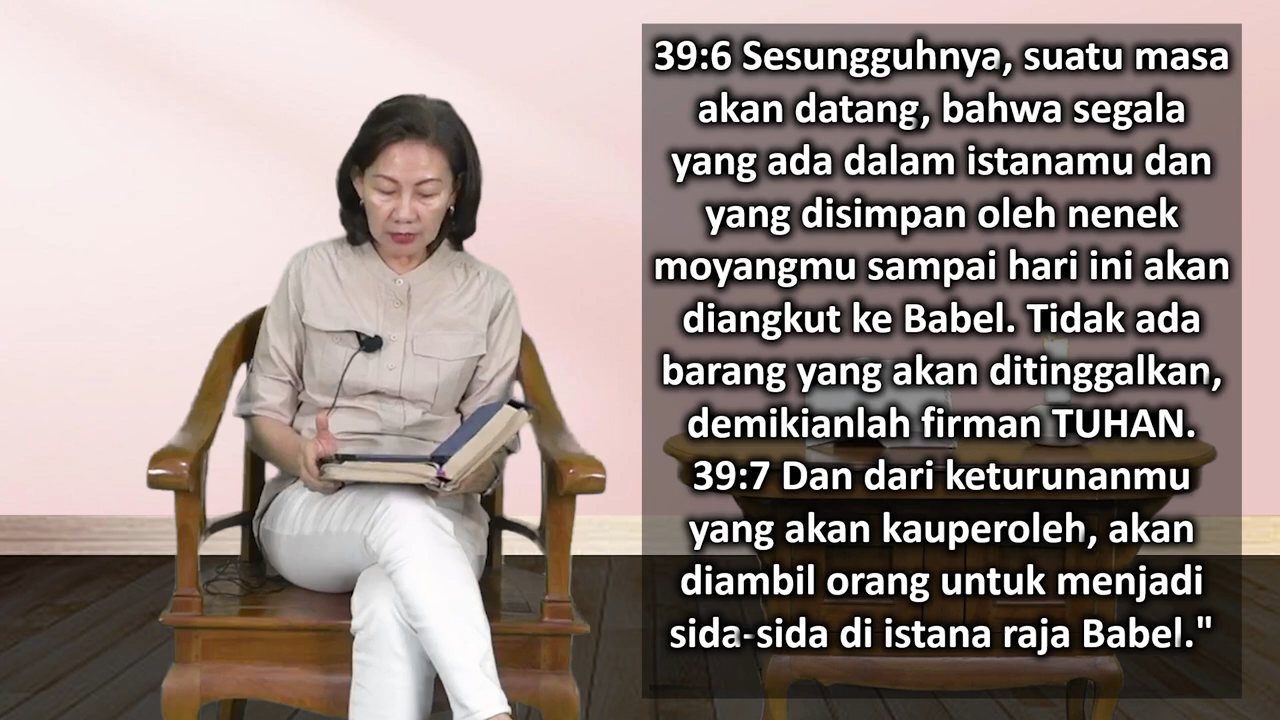 39:6 Sesungguhnya, suatu masa
akan datang, bahwa segala
yang ada dalam istanamu dan
yang disimpan oleh nenek
moyangmu sampai hari ini akan
diangkut ke Babel. Tidak ada
barang yang akan ditinggalkan,
demikianlah firman TUHAN.
39:7 Dan dari keturunanmu
yang akan kauperoleh, akan
diambil orang untuk menjadi
sida-sida di istana raja Babel."